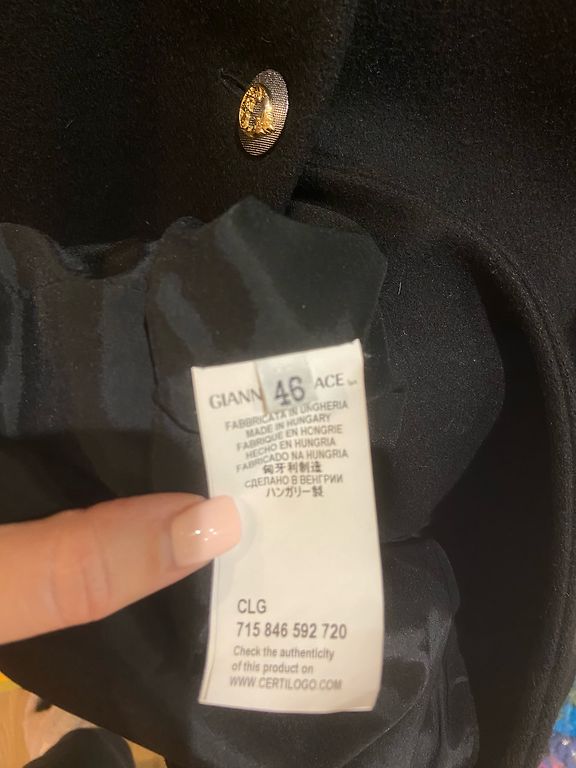 GIANN 46 ACE
FABBRICATA IN UNGHERIA
MADE IN HUNGARY
FABRIQUE EN HONGRIE
HECHO EN HUNGRIA
FABRICADO NA HUNGRIA
匈牙利制造
СДЕЛАНО В ВЕНГРИИ
ハンガリー製
CLG
715 846 592 720
Check the authenticity
of this product on
WWW.CERTILOGO.COM